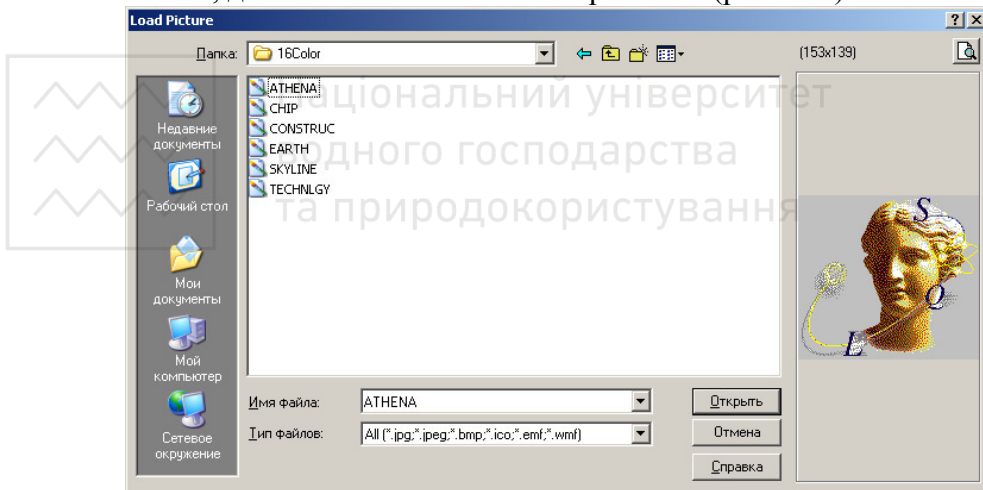 Load Picture
Папка: 16Color
(153x139)
Недавние
документы
Рабочий стол
Мои
документы
Мой
компьютер
Сетевое
окружение
ATHENA
CHIP
CONSTRUC
EARTH
SKYLINE
TECHNLGY
Національний університет
водного господарства
та природокористування
S
Q
L
Имя файла: ATHENA
Открыть
Тип файлов: All (*.jpg;*.jpeg;*.bmp;*.ico;*.emf;*.wmf)
Отмена
Справка